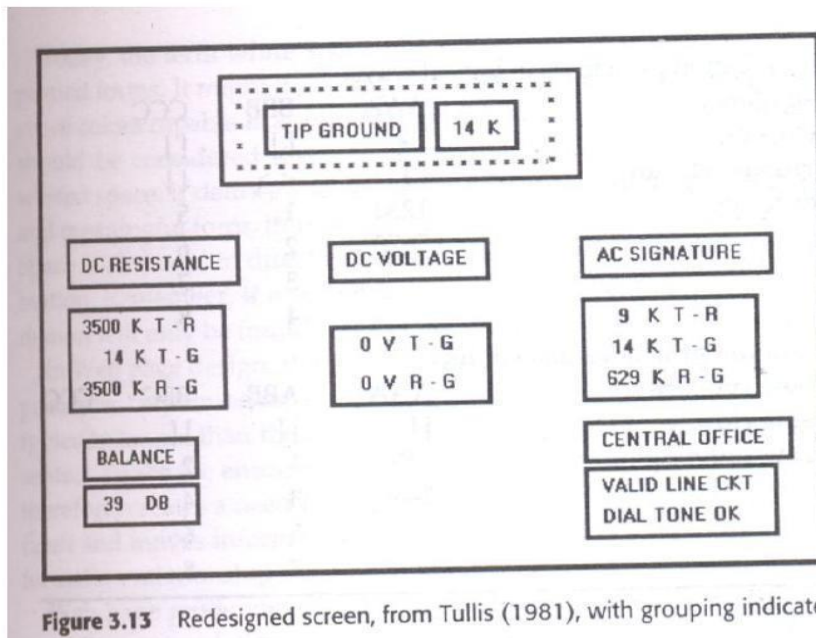 TIP GROUND 14 K
DC RESISTANCE
DC VOLTAGE
AC SIGNATURE
3500 K T-R
14 K T-G
3500 K R-G
0 V T-G
0 V R-G
9 K T-R
14 K T-G
629 K R-G
BALANCE
39 DB
CENTRAL OFFICE
VALID LINE CKT
DIAL TONE OK
Figure 3.13 Redesigned screen, from Tullis (1981), with grouping